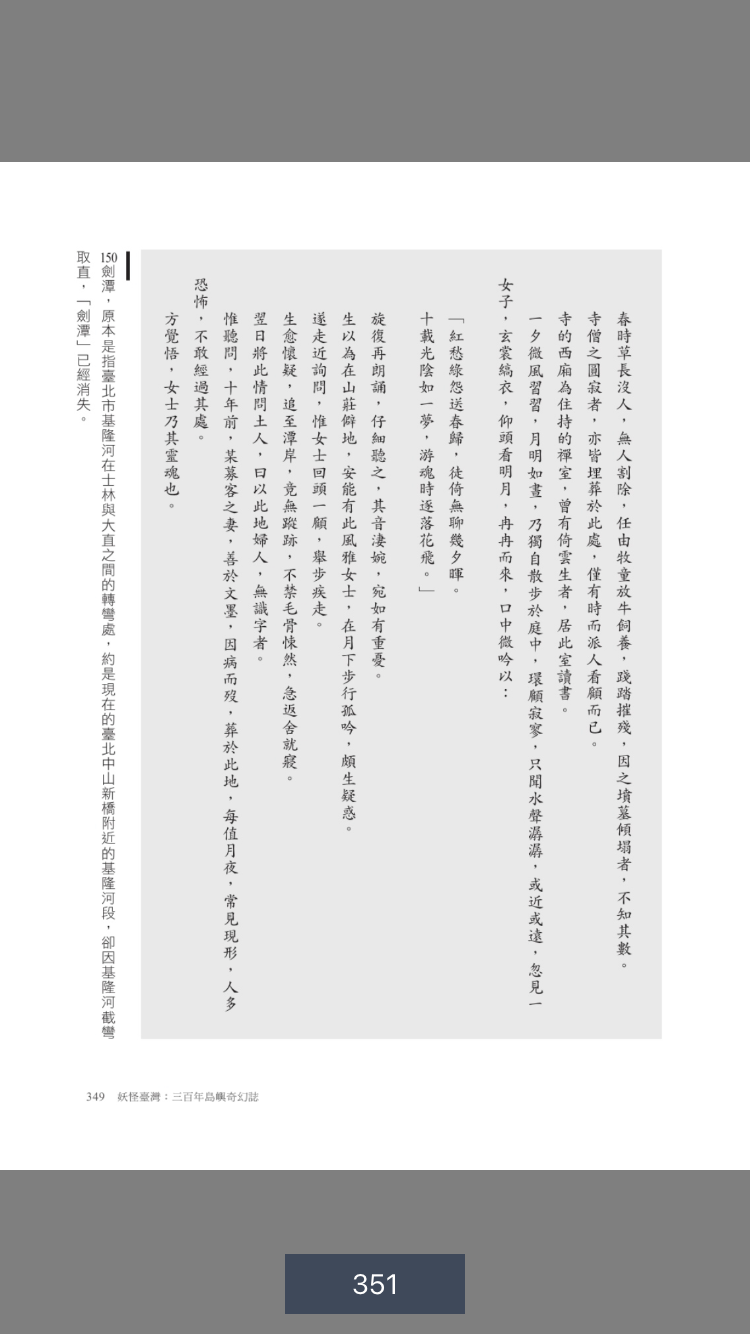 春時草長沒人，無人割除，任由牧童放牛飼養，踐踏摧殘，因之墳墓傾塌者，不知其數。
寺僧之圓寂者，亦皆埋葬於此處，僅有時而派人看顧而已。
寺的西廂為住持的禪室，曾有倚雲生者，居此室讀書。
一夕微風習習，月明如晝，乃獨自散步於庭中，環顧寂寥，只聞水聲潺潺，或近或遠，忽見一
女子，玄裳縞衣，仰頭看明月，冉冉而來，口中微吟以：
「紅愁綠怨送春歸，徒倚無聊幾夕暉。
十載光陰如一夢，游魂時逐落花飛。」
旋復再朗誦，仔細聽之，其音淒婉，宛如有重憂。
生以為在山莊僻地，安能有此風雅女士，在月下步行孤吟，頗生疑惑。
遂走近詢問，惟女士回頭一顧，舉步疾走。
生愈懷疑，追至潭岸，竟無蹤跡，不禁毛骨悚然，急返舍就寢。
翌日將此情問土人，曰以此地婦人，無識字者。
惟聽問，十年前，某募客之妻，善於文墨，因病而歿，葬於此地，每值月夜，常見現形，人多
恐怖，不敢經過其處。
方覺悟，女士乃其靈魂也。
150劍潭，原本是指臺北市基隆河在士林與大直之間的轉彎處，約是現在的臺北中山新橋附近的基隆河段，卻因基隆河截彎
取直，「劍潭」已經消失。
349 妖怪臺灣：三百年島嶼奇幻誌
351